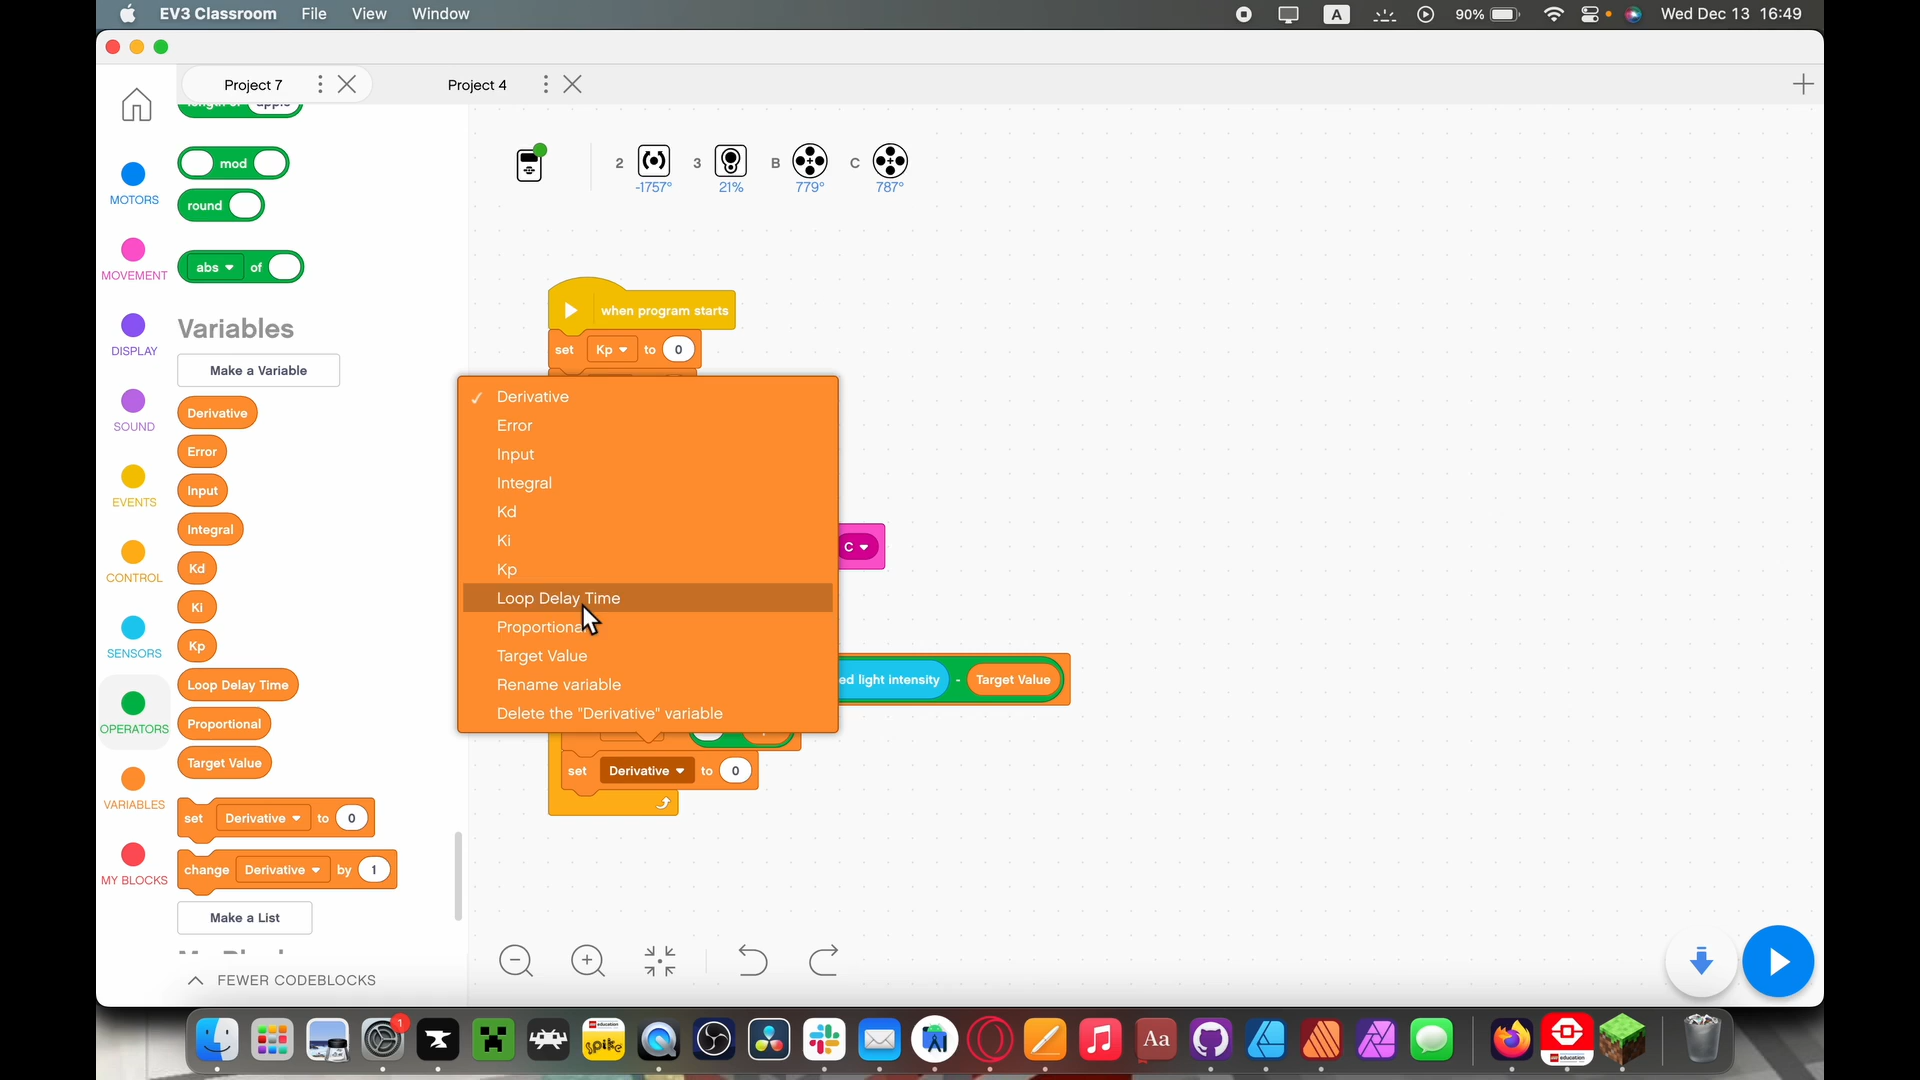 EV3 Classroom File View Window
A 90% Wed Dec 13 16:49
Project 7 Project 4
mod
round
abs of
Variables
Make a Variable
Derivative
Error
Input
Integral
Kd
Ki
Kp
Loop Delay Time
Proportional
Target Value
set Derivative to 0
change Derivative by 1
Make a List
FEWER CODEBLOCKS
MOTORS
MOVEMENT
DISPLAY
SOUND
EVENTS
CONTROL
SENSORS
OPERATORS
VARIABLES
MY BLOCKS
2 3 B C
-1757° 21% 779° 787°
when program starts
set Kp to 0
Derivative
Error
Input
Integral
Kd
Ki
Kp
Loop Delay Time
Proportional
Target Value
Rename variable
Delete the "Derivative" variable
C
ed light intensity - Target Value
set Derivative to 0
1
education
spike
Aa
education